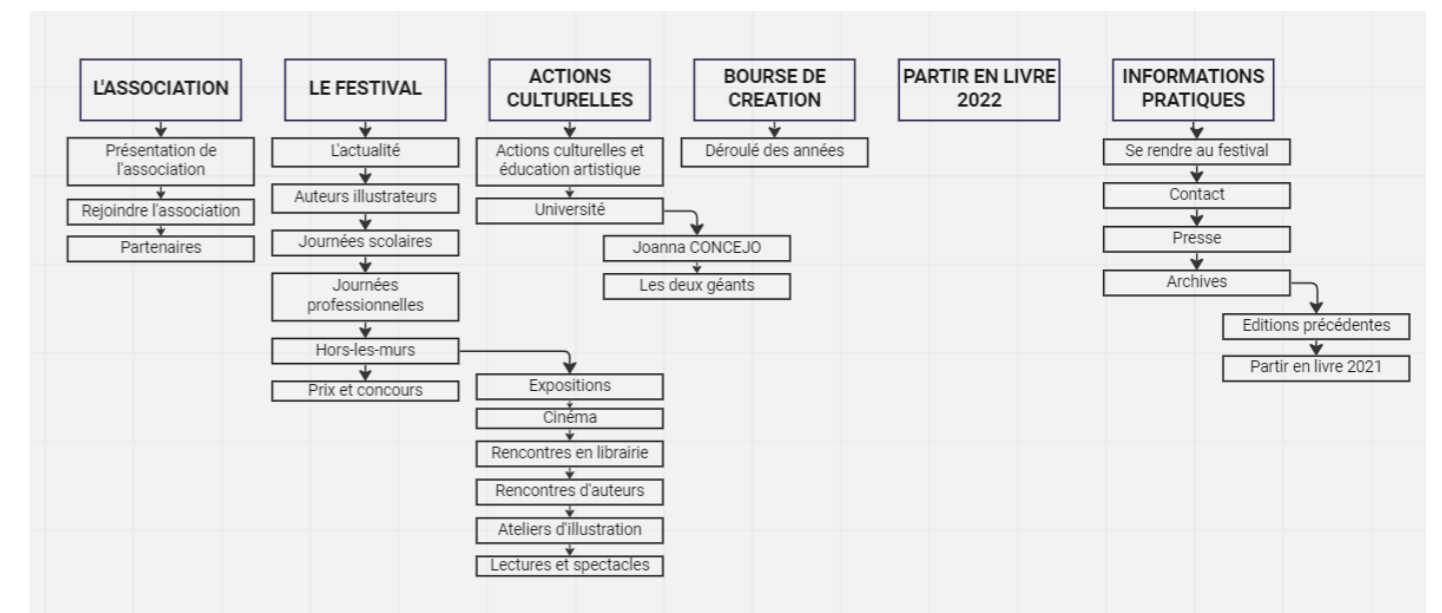 L'ASSOCIATION
Présentation de
l'association
Rejoindre l'association
Partenaires
LE FESTIVAL
L'actualité
Auteurs illustrateurs
Journées scolaires
Journées
professionnelles
Hors-les-murs
Prix et concours
Expositions
Cinéma
Rencontres en librairie
Rencontres d'auteurs
Ateliers d'illustration
Lectures et spectacles
ACTIONS
CULTURELLES
Actions culturelles et
éducation artistique
Université
Joanna CONCEJO
Les deux géants
BOURSE DE
CREATION
Déroulé des années
PARTIR EN LIVRE
2022
INFORMATIONS
PRATIQUES
Se rendre au festival
Contact
Presse
Archives
Editions précédentes
Partir en livre 2021